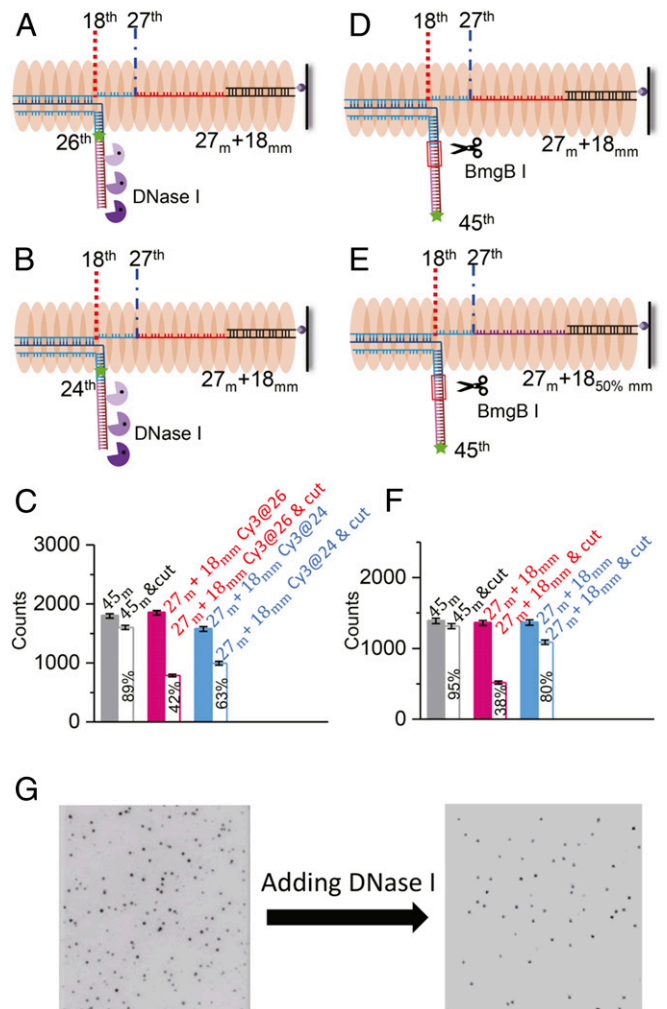 A
18th 27th
26th
DNase I
27m+18mm
B
18th 27th
24th
DNase I
27m+18mm
C
Counts
3000
2000
1000
0
45m
45m &cut
27m + 18mm Cy3@26
27m + 18mm Cy3@26 & cut
27m + 18mm Cy3@24
27m + 18mm Cy3@24 & cut
89%
42%
63%
D
18th 27th
27m+18mm
BmgB I
45th
E
18th 27th
27m+1850% mm
BmgB I
45th
F
Counts
2000
1000
0
45m
45m &cut
27m + 18mm
27m + 18mm & cut
27m + 18mm
27m + 18mm & cut
95%
38%
80%
G
Adding DNase I